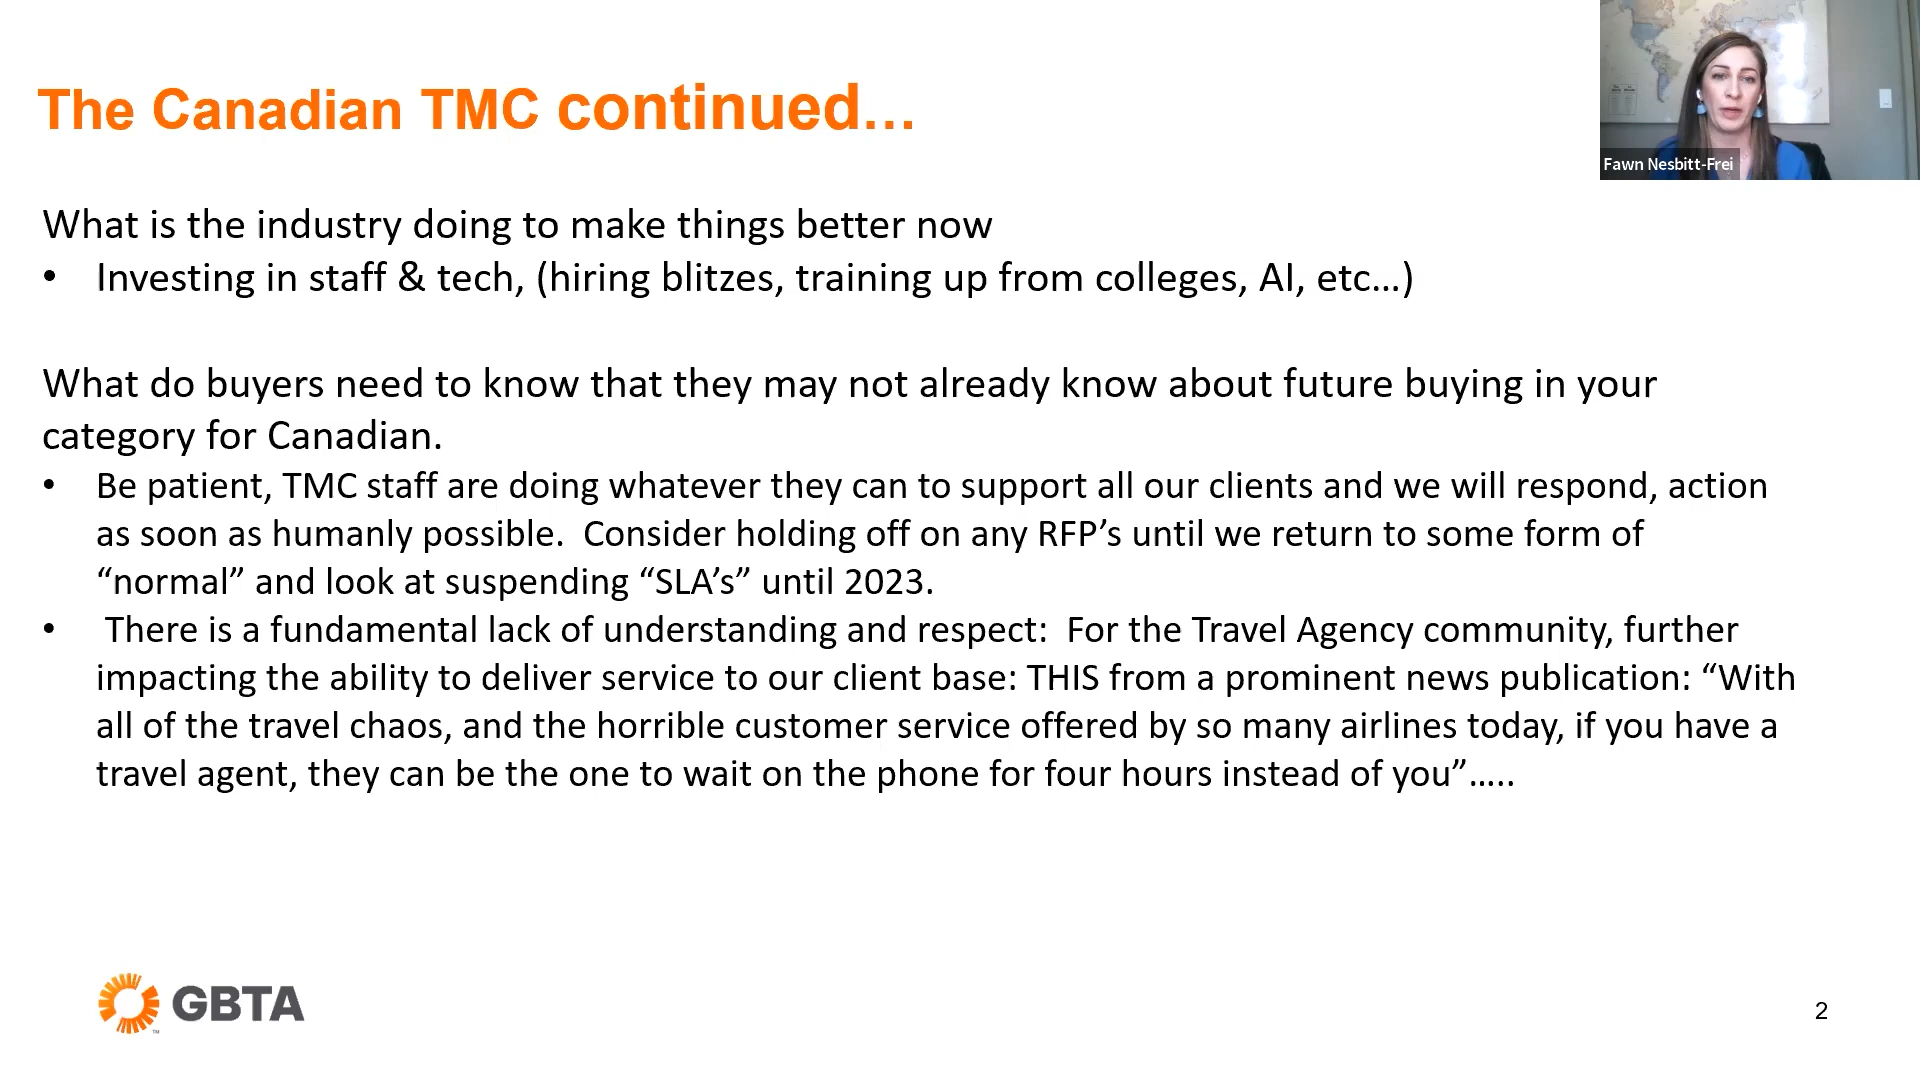 The Canadian TMC continued...
Fawn Nesbitt-Frei
What is the industry doing to make things better now
• Investing in staff & tech, (hiring blitzes, training up from colleges, AI, etc...)
What do buyers need to know that they may not already know about future buying in your
category for Canadian.
• Be patient, TMC staff are doing whatever they can to support all our clients and we will respond, action
as soon as humanly possible.  Consider holding off on any RFP’s until we return to some form of
“normal” and look at suspending “SLA’s” until 2023.
• There is a fundamental lack of understanding and respect:  For the Travel Agency community, further
impacting the ability to deliver service to our client base: THIS from a prominent news publication: “With
all of the travel chaos, and the horrible customer service offered by so many airlines today, if you have a
travel agent, they can be the one to wait on the phone for four hours instead of you”.....
GBTA
™
2